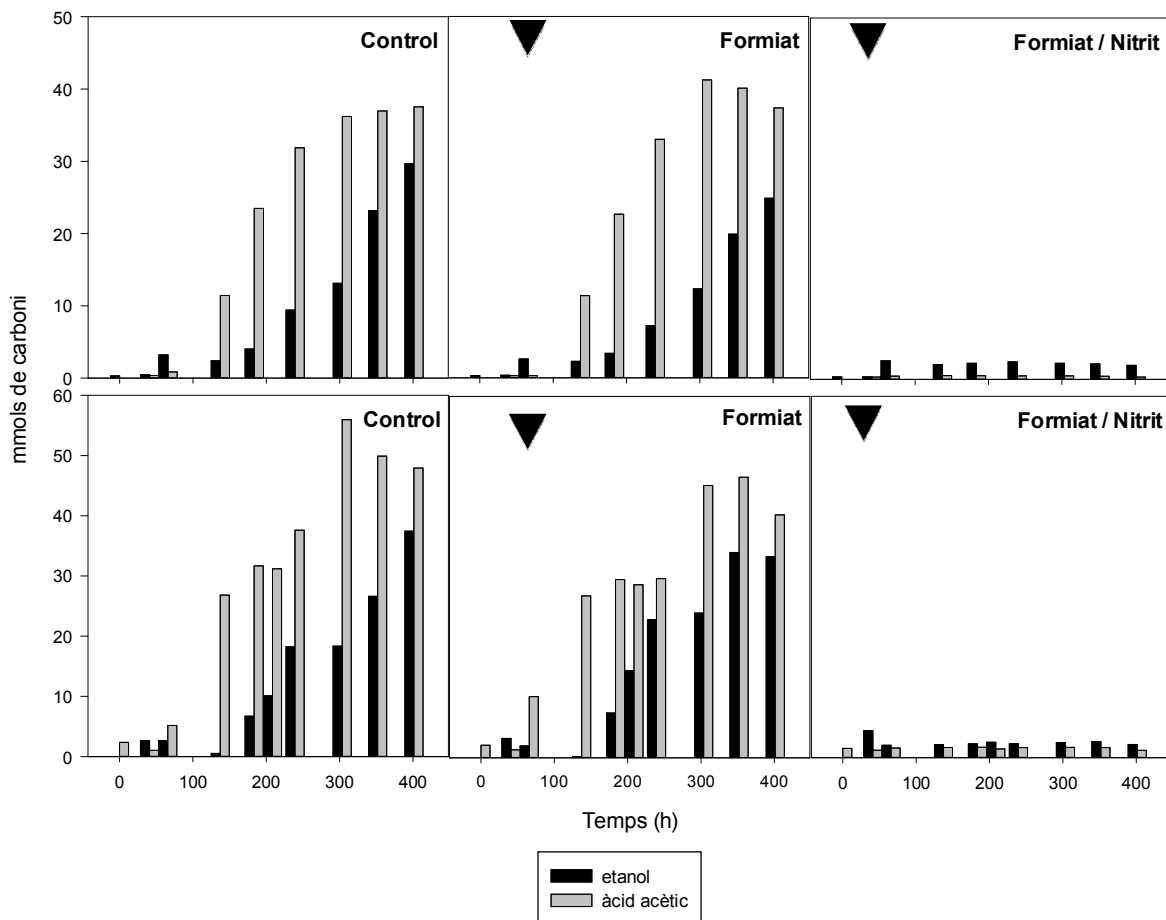 50
Control
Formiat
Formiat / Nitrit
40
30
20
10
0
mmols de carboni
60
Control
Formiat
Formiat / Nitrit
50
40
30
20
10
0
0 100 200 300 400
0 100 200 300 400
0 100 200 300 400
Temps (h)
etanol
àcid acètic